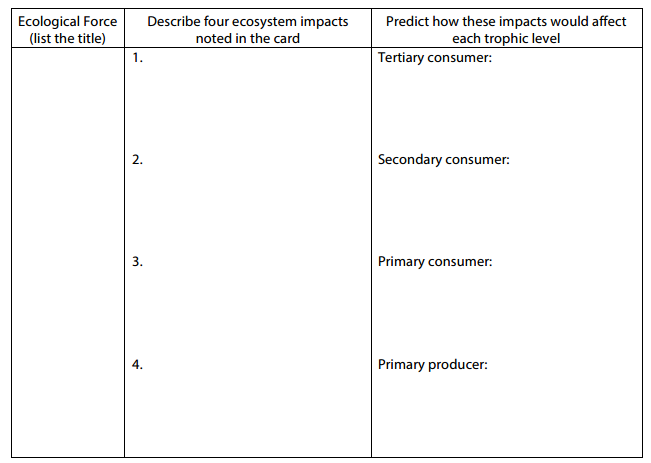 Ecological Force
(list the title)
Describe four ecosystem impacts
noted in the card
Predict how these impacts would affect
each trophic level
1.
Tertiary consumer:
2.
Secondary consumer:
3.
Primary consumer:
4.
Primary producer: